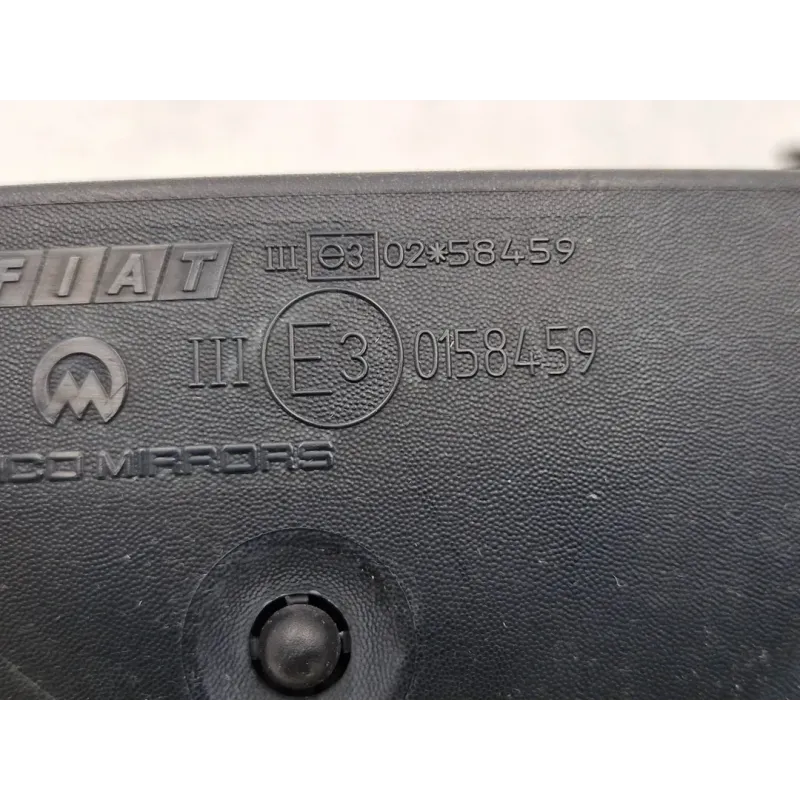 FIAT
III e3 02*58459
III E3 0158459
MIRRORS